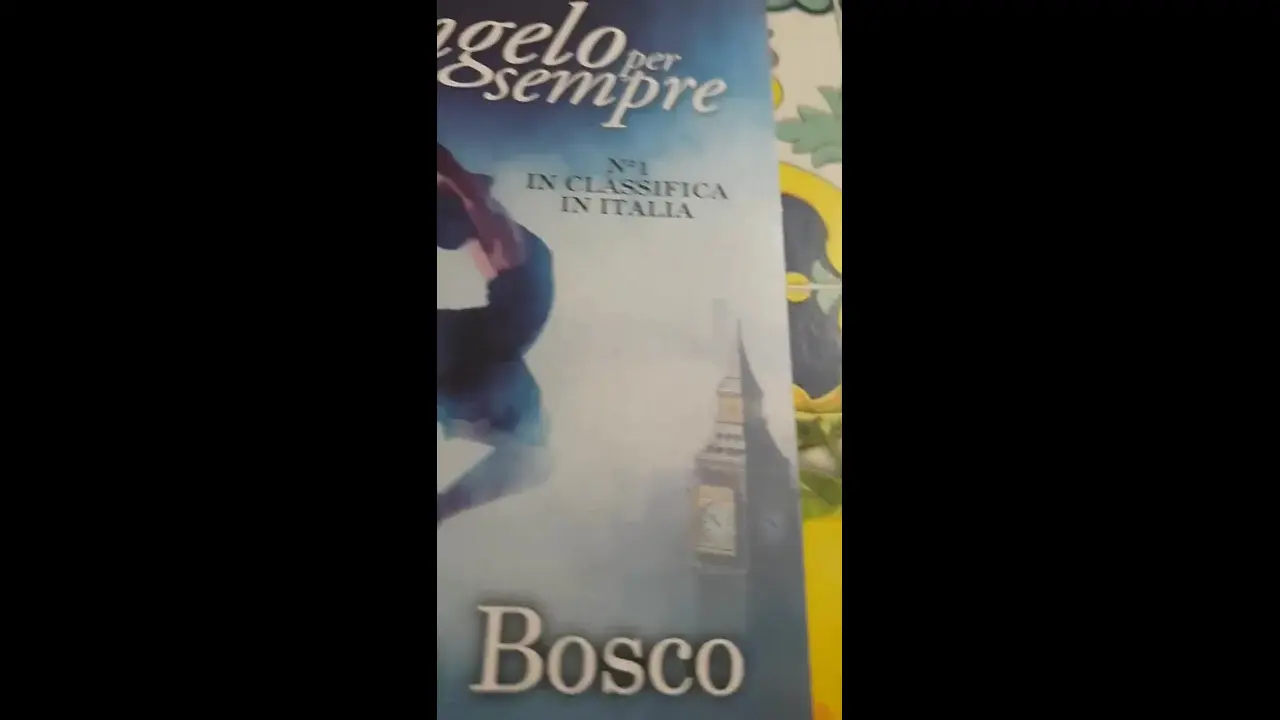 ngelo per
sempre
N°1
IN CLASSIFICA
IN ITALIA
Bosco